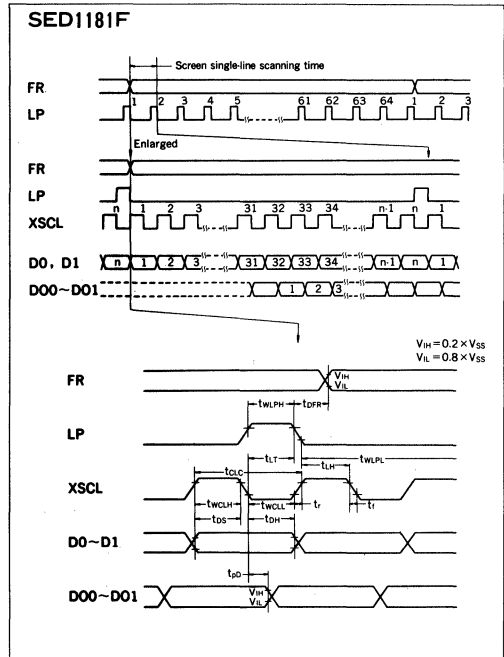 SED1181F
Screen single-line scanning time
FR
LP
1 2 3 4 5 61 62 63 64 1 2 3
Enlarged
FR
LP
n 1 2 3 31 32 33 34 n-1 n 1
XSCL
D0, D1
n 1 2 3 31 32 33 34 n-1 n 1
DO0~DO1
1 2 3
VIH=0.2×VSS
VIL=0.8×VSS
FR
VIH
VIL
tWLPH tDFR
LP
tLT tWLPL
tCLC tLH
XSCL
tWCLH tWCLL tr tf
tDS tDH
D0~D1
tpD
DO0~DO1
VIH
VIL